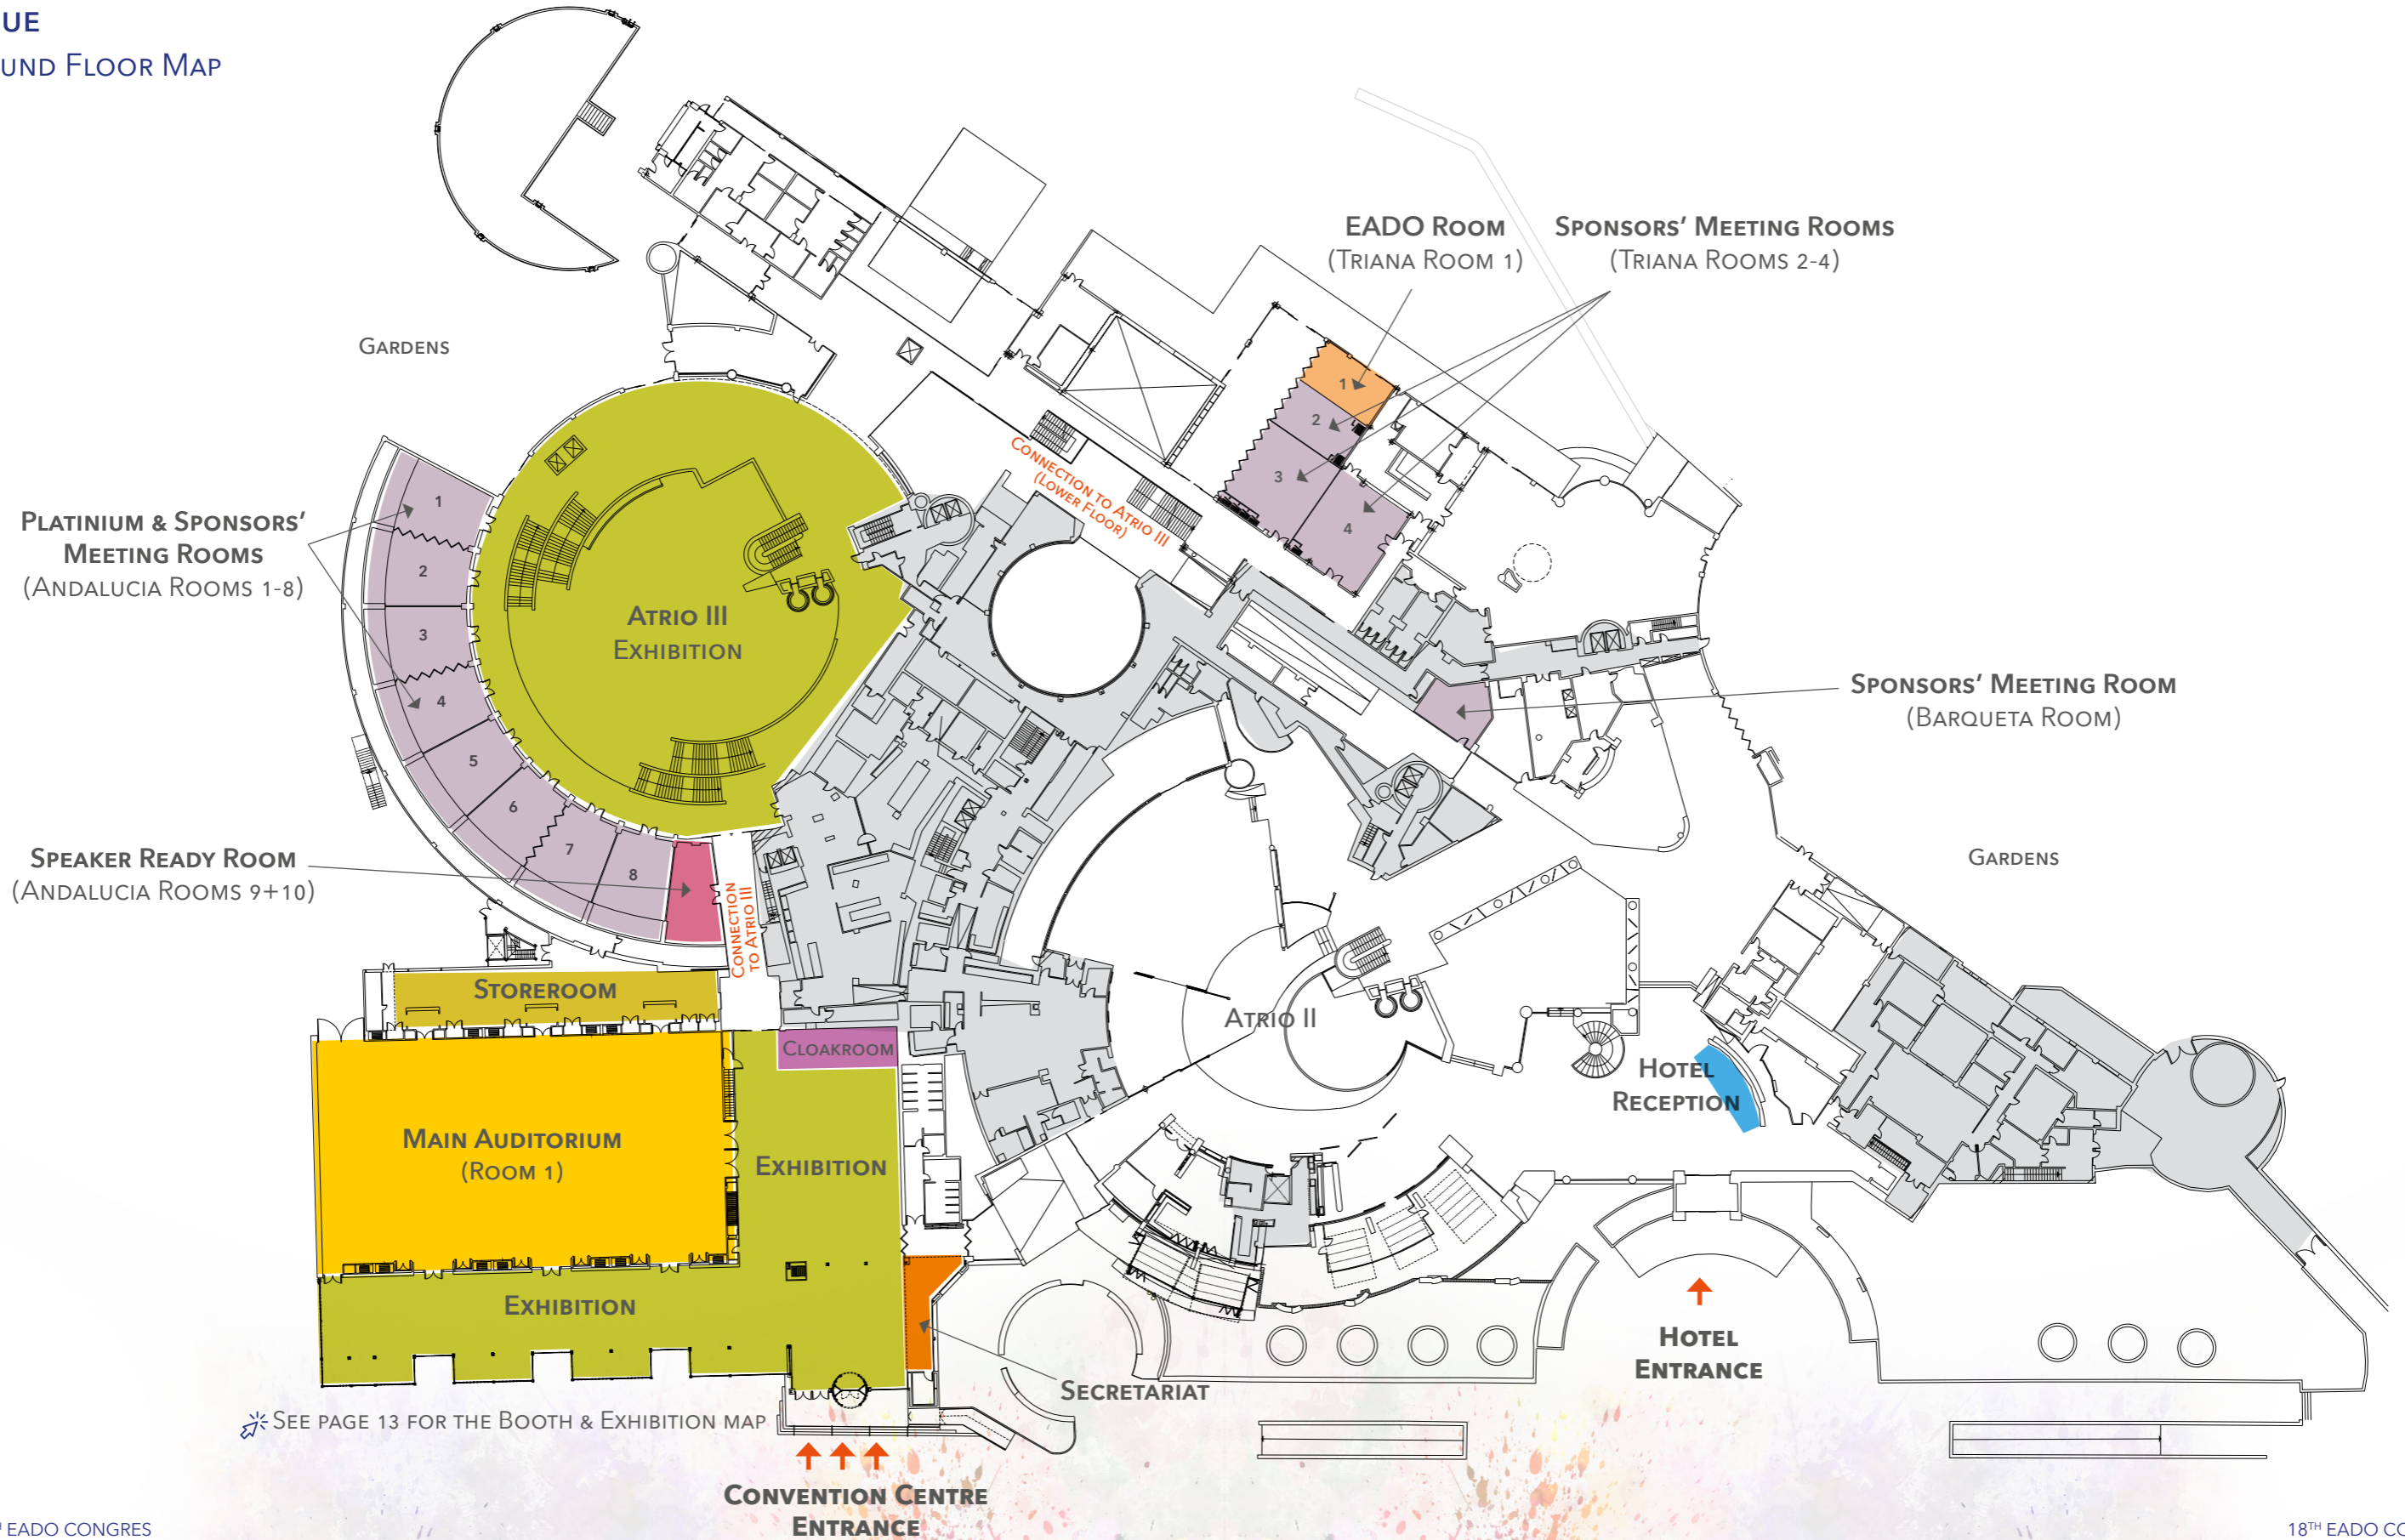 UE
UND FLOOR MAP
EADO ROOM
(TRIANA ROOM 1)
SPONSORS' MEETING ROOMS
(TRIANA ROOMS 2-4)
GARDENS
1
2
3
4
CONNECTION TO ATRIO III
(LOWER FLOOR)
PLATINIUM & SPONSORS'
MEETING ROOMS
(ANDALUCIA ROOMS 1-8)
1
2
3
4
5
6
7
8
ATRIO III
EXHIBITION
SPONSORS' MEETING ROOM
(BARQUETA ROOM)
SPEAKER READY ROOM
(ANDALUCIA ROOMS 9+10)
CONNECTION
TO ATRIO III
GARDENS
STOREROOM
CLOAKROOM
ATRIO II
HOTEL
RECEPTION
MAIN AUDITORIUM
(ROOM 1)
EXHIBITION
EXHIBITION
SECRETARIAT
HOTEL
ENTRANCE
SEE PAGE 13 FOR THE BOOTH & EXHIBITION MAP
CONVENTION CENTRE
ENTRANCE
EADO CONGRES
18TH EADO CO